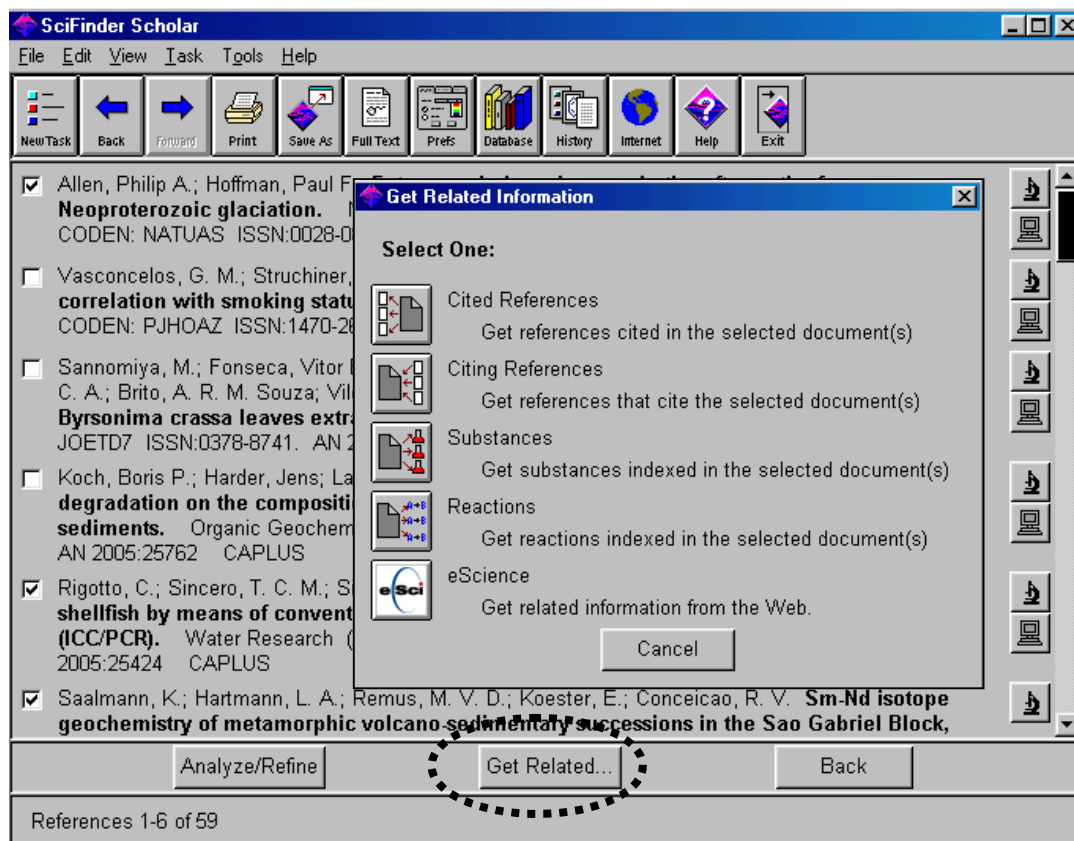 SciFinder Scholar
File Edit View Task Tools Help
New Task Back Forward Print Save As Full Text Prefs Database History Internet Help Exit
Allen, Philip A.; Hoffman, Paul F.
Neoproterozoic glaciation.
CODEN: NATUAS ISSN:0028-0
Vasconcelos, G. M.; Struchiner,
correlation with smoking statu
CODEN: PJHOAZ ISSN:1470-26
Sannomiya, M.; Fonseca, Vitor
C. A.; Brito, A. R. M. Souza; Vil
Byrsonima crassa leaves extra
JOETD7 ISSN:0378-8741. AN 2
Koch, Boris P.; Harder, Jens; La
degradation on the compositi
sediments. Organic Geochem
AN 2005:25762 CAPLUS
Rigotto, C.; Sincero, T. C. M.; Si
shellfish by means of convent
(ICC/PCR). Water Research (
2005:25424 CAPLUS
Saalmann, K.; Hartmann, L. A.; Remus, M. V. D.; Koester, E.; Conceicao, R. V. Sm-Nd isotope
geochemistry of metamorphic volcano-sedimentary successions in the Sao Gabriel Block,
Get Related Information
Select One:
Cited References
Get references cited in the selected document(s)
Citing References
Get references that cite the selected document(s)
Substances
Get substances indexed in the selected document(s)
A→B
A→B
A→B
Reactions
Get reactions indexed in the selected document(s)
eSci
eScience
Get related information from the Web.
Cancel
Analyze/Refine Get Related... Back
References 1-6 of 59